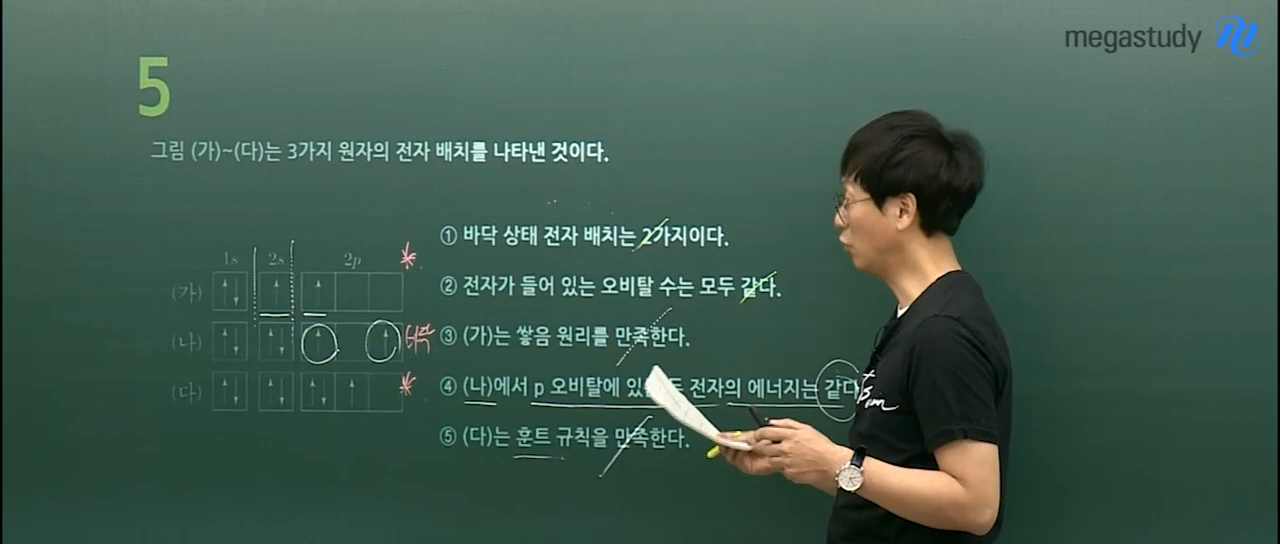 megastudy
5
그림 (가)~(다)는 3가지 원자의 전자 배치를 나타낸 것이다.
① 바닥 상태 전자 배치는 2가지이다.
1s 2s 2p
② 전자가 들어 있는 오비탈 수는 모두 같다.
(가)
③ (가)는 쌓음 원리를 만족한다.
(나) 바닥
④ (나)에서 p 오비탈에 있 전자의 에너지는 같다
(다)
⑤ (다)는 훈트 규칙을 만족한다.